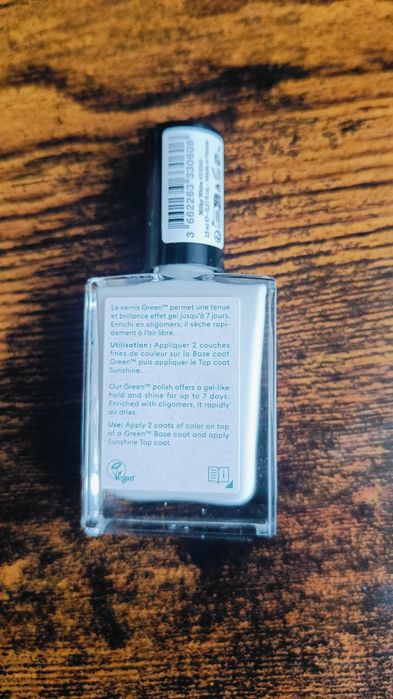 3 662263 330606
Milky White #33060
Le vernis Green™ permet une tenue
et brillance effet gel jusqu'à 7 jours.
Enrichi en oligomers, il sèche rapi-
dement à l'air libre.
Utilisation : Appliquer 2 couches
fines de couleur sur la Base coat
Green™ puis appliquer le Top coat
Sunshine.
Our Green™ polish offers a gel-like
hold and shine for up to 7 days.
Enriched with oligomers, it rapidly
air dries.
Use: Apply 2 coats of color on top
of a Green™ Base coat and apply
Sunshine Top coat.
Vegan
i